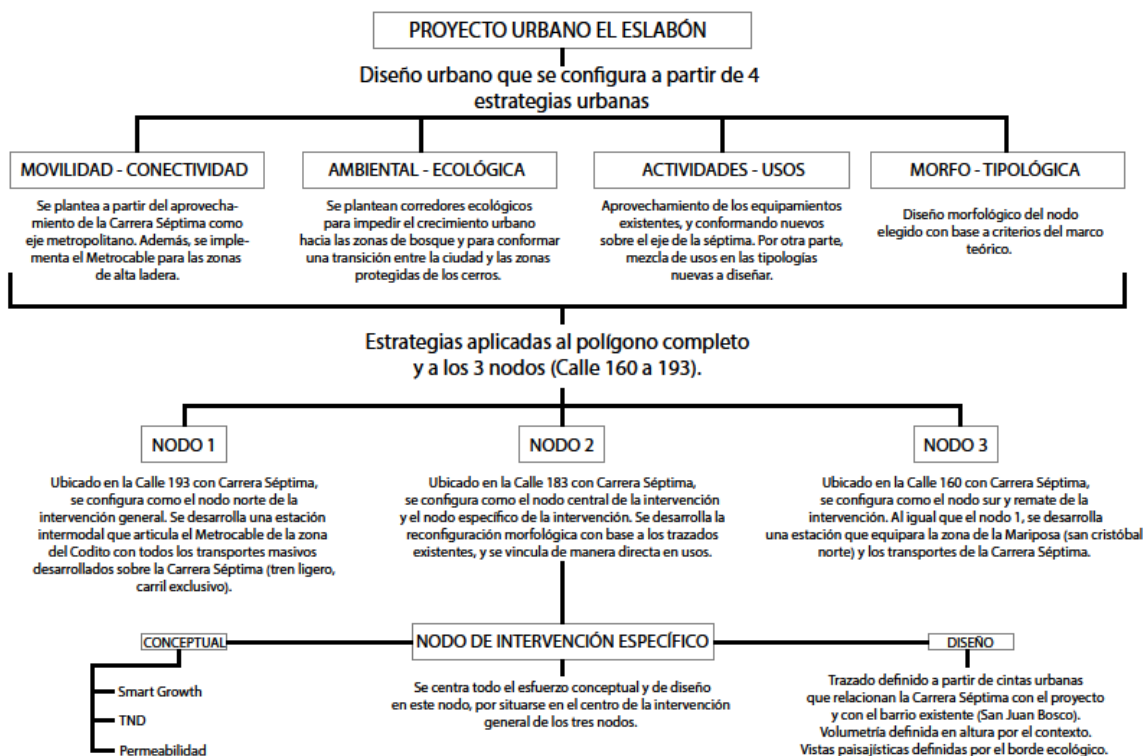 PROYECTO URBANO EL ESLABÓN
Diseño urbano que se configura a partir de 4
estrategias urbanas
MOVILIDAD - CONECTIVIDAD
Se plantea a partir del aprovecha-
miento de la Carrera Séptima como
eje metropolitano. Además, se imple-
menta el Metrocable para las zonas
de alta ladera.
AMBIENTAL - ECOLÓGICA
Se plantean corredores ecológicos
para impedir el crecimiento urbano
hacia las zonas de bosque y para conformar
una transición entre la ciudad y las zonas
protegidas de los cerros.
ACTIVIDADES - USOS
Aprovechamiento de los equipamientos
existentes, y conformando nuevos
sobre el eje de la séptima. Por otra parte,
mezcla de usos en las tipologías
nuevas a diseñar.
MORFO - TIPOLÓGICA
Diseño morfológico del nodo
elegido con base a criterios del marco
teórico.
Estrategias aplicadas al polígono completo
y a los 3 nodos (Calle 160 a 193).
NODO 1
Ubicado en la Calle 193 con Carrera Séptima,
se configura como el nodo norte de la
intervención general. Se desarrolla una estación
intermodal que articula el Metrocable de la zona
del Codito con todos los transportes masivos
desarrollados sobre la Carrera Séptima (tren ligero,
carril exclusivo).
NODO 2
Ubicado en la Calle 183 con Carrera Séptima,
se configura como el nodo central de la intervención
y el nodo específico de la intervención. Se desarrolla la
reconfiguración morfológica con base a los trazados
existentes, y se vincula de manera directa en usos.
NODO 3
Ubicado en la Calle 160 con Carrera Séptima,
se configura como el nodo sur y remate de la
intervención. Al igual que el nodo 1, se desarrolla
una estación que equipara la zona de la Mariposa (san cristóbal
norte) y los transportes de la Carrera Séptima.
CONCEPTUAL
Smart Growth
TND
Permeabilidad
NODO DE INTERVENCIÓN ESPECÍFICO
Se centra todo el esfuerzo conceptual y de diseño
en este nodo, por situarse en el centro de la intervención
general de los tres nodos.
DISEÑO
Trazado definido a partir de cintas urbanas
que relacionan la Carrera Séptima con el proyecto
y con el barrio existente (San Juan Bosco).
Volumetría definida en altura por el contexto.
Vistas paisajísticas definidas por el borde ecológico.